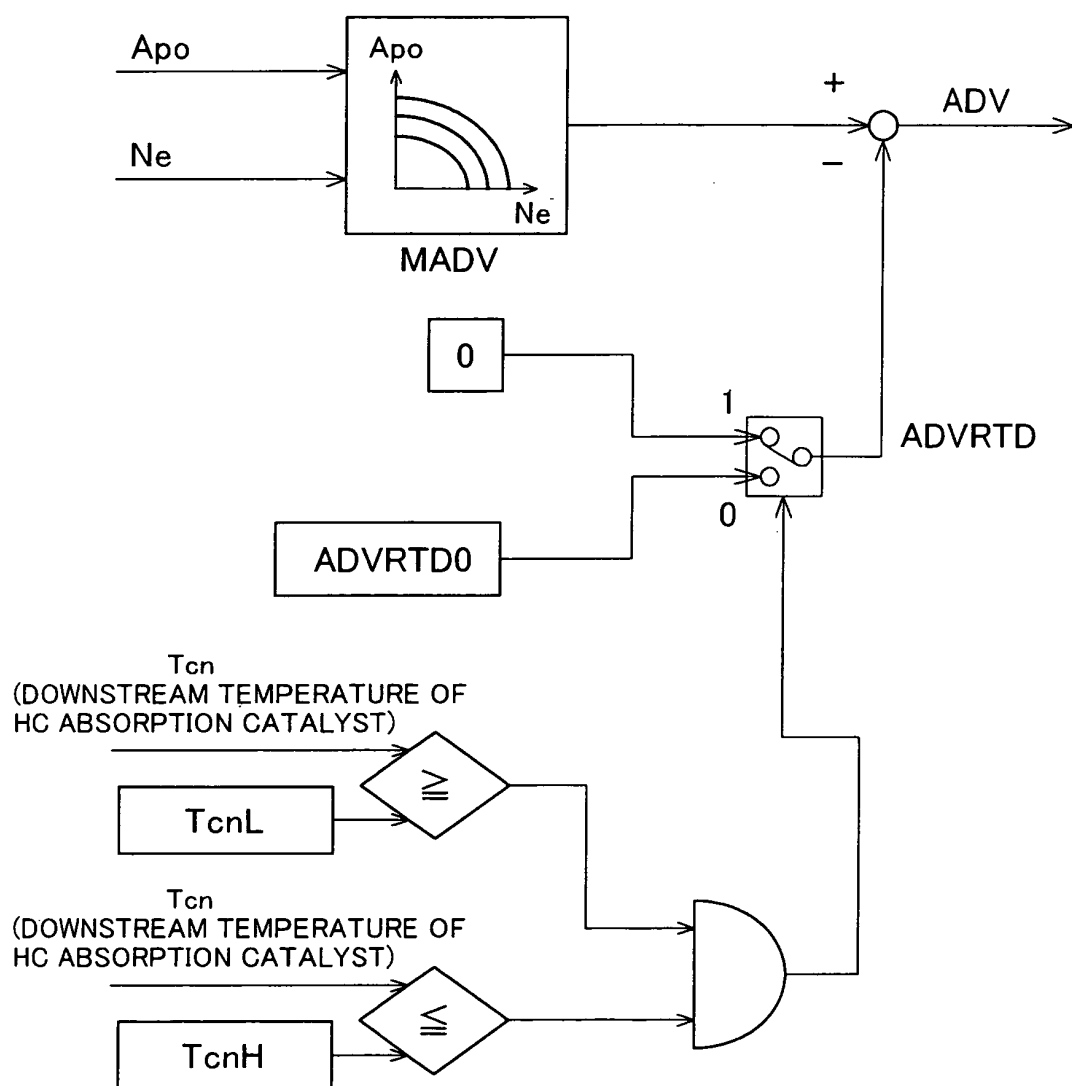 Apo
Ne
Apo
Ne
MADV
+
−
ADV
0
1
0
ADVRTD
ADVRTD0
Tcn
(DOWNSTREAM TEMPERATURE OF
HC ABSORPTION CATALYST)
≧
TcnL
Tcn
(DOWNSTREAM TEMPERATURE OF
HC ABSORPTION CATALYST)
≦
TcnH